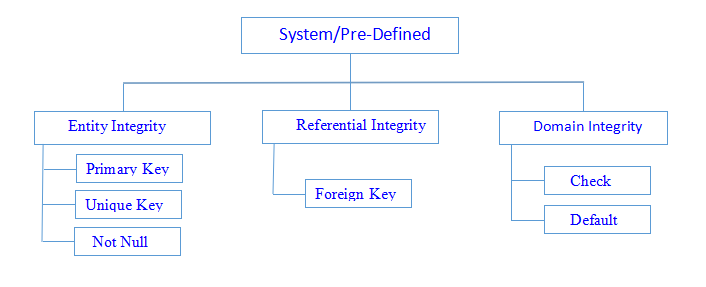 System/Pre-Defined
Entity Integrity
Primary Key
Unique Key
Not Null
Referential Integrity
Foreign Key
Domain Integrity
Check
Default